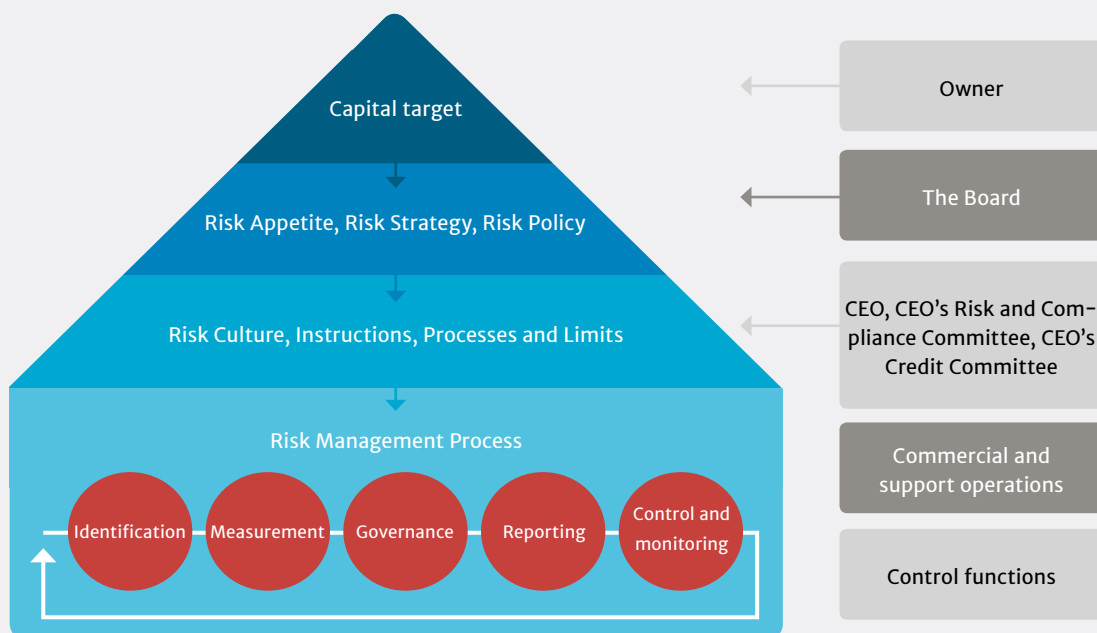 Capital target
Risk Appetite, Risk Strategy, Risk Policy
Risk Culture, Instructions, Processes and Limits
Risk Management Process
Identification
Measurement
Governance
Reporting
Control and
monitoring
Owner
The Board
CEO, CEO’s Risk and Com-
pliance Committee, CEO’s
Credit Committee
Commercial and
support operations
Control functions